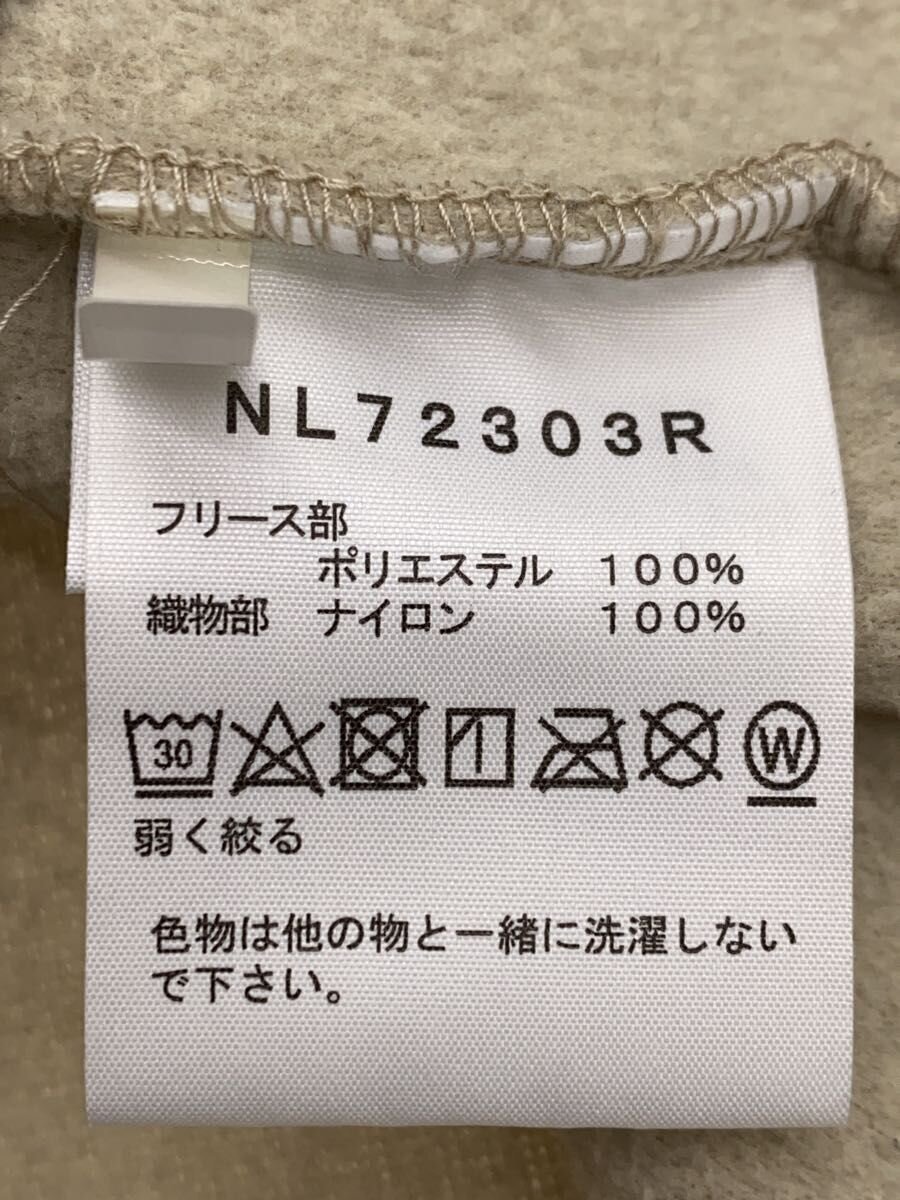 NL72303R
フリース部
ポリエステル 100%
織物部 ナイロン 100%
30 W
弱く絞る
色物は他の物と一緒に洗濯しない
で下さい。